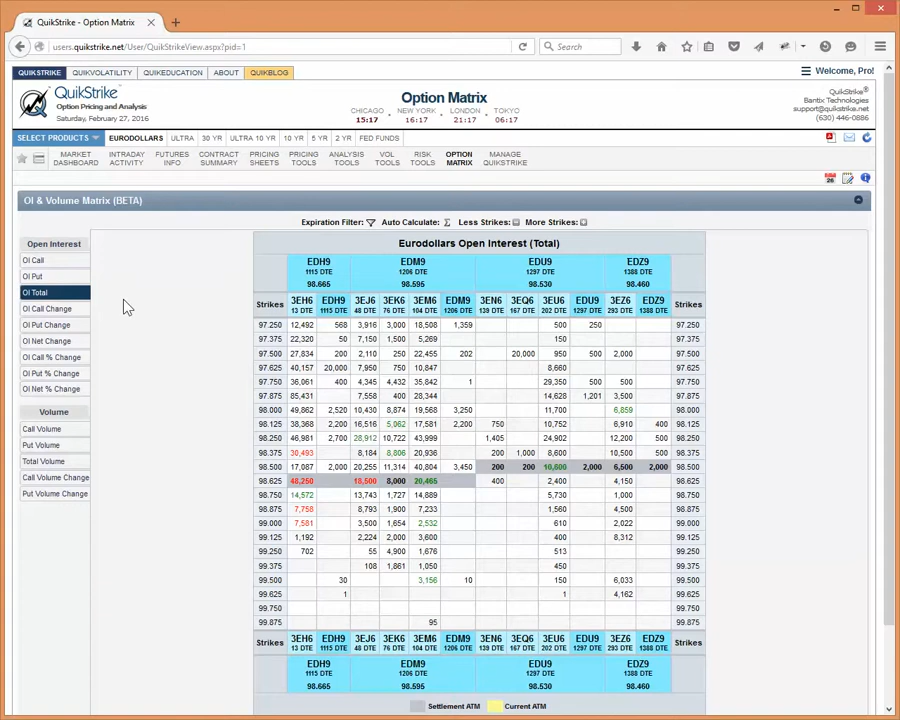 QuikStrike - Option Matrix
users.quikstrike.net/User/QuikStrikeView.aspx?pid=1
Search
QUIKSTRIKE QUIKVOLATILITY QUIKEDUCATION ABOUT QUIKBLOG
Welcome, Pro!
QuikStrike™
Option Pricing and Analysis
Saturday, February 27, 2016
Option Matrix
CHICAGO NEW YORK LONDON TOKYO
15:17 16:17 21:17 06:17
QuikStrike®
Bantix Technologies
support@quikstrike.net
(630) 446-0886
SELECT PRODUCTS EURODOLLARS ULTRA 30 YR ULTRA 10 YR 10 YR 5 YR 2 YR FED FUNDS
MARKET DASHBOARD INTRADAY ACTIVITY FUTURES INFO CONTRACT SUMMARY PRICING SHEETS PRICING TOOLS ANALYSIS TOOLS VOL TOOLS RISK TOOLS OPTION MATRIX MANAGE QUIKSTRIKE
26
OI & Volume Matrix (BETA)
Expiration Filter: Auto Calculate: Less Strikes: More Strikes:
Open Interest
OI Call
OI Put
OI Total
OI Call Change
OI Put Change
OI Net Change
OI Call % Change
OI Put % Change
OI Net % Change
Volume
Call Volume
Put Volume
Total Volume
Call Volume Change
Put Volume Change
Eurodollars Open Interest (Total)
EDH9 EDM9 EDU9 EDZ9
1115 DTE 1206 DTE 1297 DTE 1388 DTE
98.665 98.595 98.530 98.460
Strikes 3EH6 EDH9 3EJ6 3EK6 3EM6 EDM9 3EN6 3EQ6 3EU6 EDU9 3EZ6 EDZ9 Strikes
13 DTE 1115 DTE 48 DTE 76 DTE 104 DTE 1206 DTE 139 DTE 167 DTE 202 DTE 1297 DTE 293 DTE 1388 DTE
97.250 12,492 568 3,916 3,000 18,508 1,359 500 250 97.250
97.375 22,320 50 7,150 1,500 5,269 150 97.375
97.500 27,834 200 2,110 250 22,455 202 20,000 950 500 2,000 97.500
97.625 40,157 20,000 7,950 750 10,847 8,660 97.625
97.750 36,061 400 4,345 4,432 35,842 1 29,350 500 500 97.750
97.875 85,431 7,558 400 28,344 14,628 1,201 3,500 97.875
98.000 49,862 2,520 10,430 8,874 19,568 3,250 11,700 6,859 98.000
98.125 38,368 2,200 16,516 5,062 17,581 2,200 750 10,752 6,910 400 98.125
98.250 46,981 2,700 28,912 10,722 43,999 1,405 24,902 12,200 500 98.250
98.375 30,493 8,184 8,806 20,936 200 1,000 8,600 10,500 500 98.375
98.500 17,087 2,000 20,255 11,314 40,804 3,450 200 200 10,600 2,000 6,500 2,000 98.500
98.625 48,250 18,500 8,000 20,465 400 2,400 4,150 98.625
98.750 14,572 13,743 1,727 14,889 5,730 1,000 98.750
98.875 7,758 8,793 1,900 7,233 1,560 4,500 98.875
99.000 7,581 3,500 1,654 2,532 610 2,022 99.000
99.125 1,192 2,224 2,000 3,600 400 8,312 99.125
99.250 702 55 4,900 1,676 513 99.250
99.375 108 1,861 1,050 450 99.375
99.500 30 3,156 10 150 6,033 99.500
99.625 1 1 4,162 99.625
99.750 99.750
99.875 95 99.875
Strikes 3EH6 EDH9 3EJ6 3EK6 3EM6 EDM9 3EN6 3EQ6 3EU6 EDU9 3EZ6 EDZ9 Strikes
13 DTE 1115 DTE 48 DTE 76 DTE 104 DTE 1206 DTE 139 DTE 167 DTE 202 DTE 1297 DTE 293 DTE 1388 DTE
EDH9 EDM9 EDU9 EDZ9
1115 DTE 1206 DTE 1297 DTE 1388 DTE
98.665 98.595 98.530 98.460
Settlement ATM Current ATM